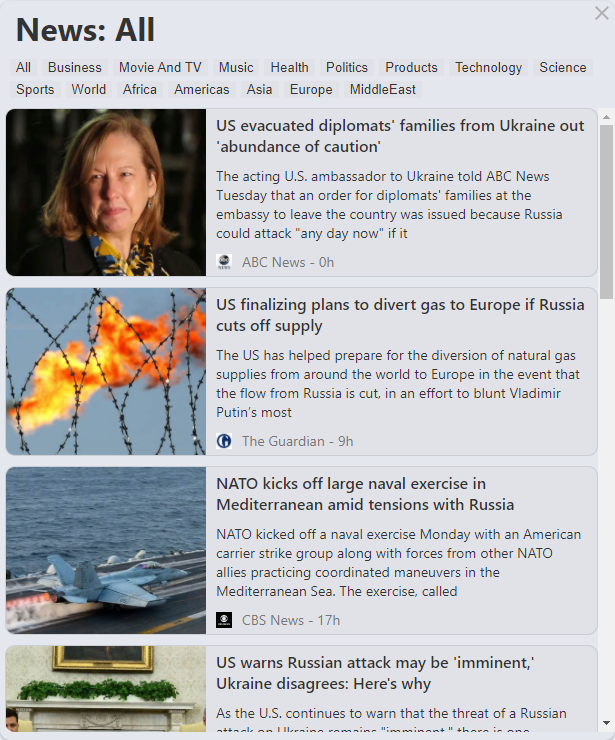 News: All
All Business Movie And TV Music Health Politics Products Technology Science
Sports World Africa Americas Asia Europe MiddleEast
US evacuated diplomats' families from Ukraine out
'abundance of caution'
The acting U.S. ambassador to Ukraine told ABC News
Tuesday that an order for diplomats' families at the
embassy to leave the country was issued because Russia
could attack "any day now" if it
abc
NEWS
ABC News - 0h
US finalizing plans to divert gas to Europe if Russia
cuts off supply
The US has helped prepare for the diversion of natural gas
supplies from around the world to Europe in the event that
the flow from Russia is cut, in an effort to blunt Vladimir
Putin's most
The Guardian - 9h
NATO kicks off large naval exercise in
Mediterranean amid tensions with Russia
NATO kicked off a naval exercise Monday with an American
carrier strike group along with forces from other NATO
allies practicing coordinated maneuvers in the
Mediterranean Sea. The exercise, called
CBS News - 17h
US warns Russian attack may be 'imminent,'
Ukraine disagrees: Here's why
As the U.S. continues to warn that the threat of a Russian
attack on Ukraine remains "imminent," there is one